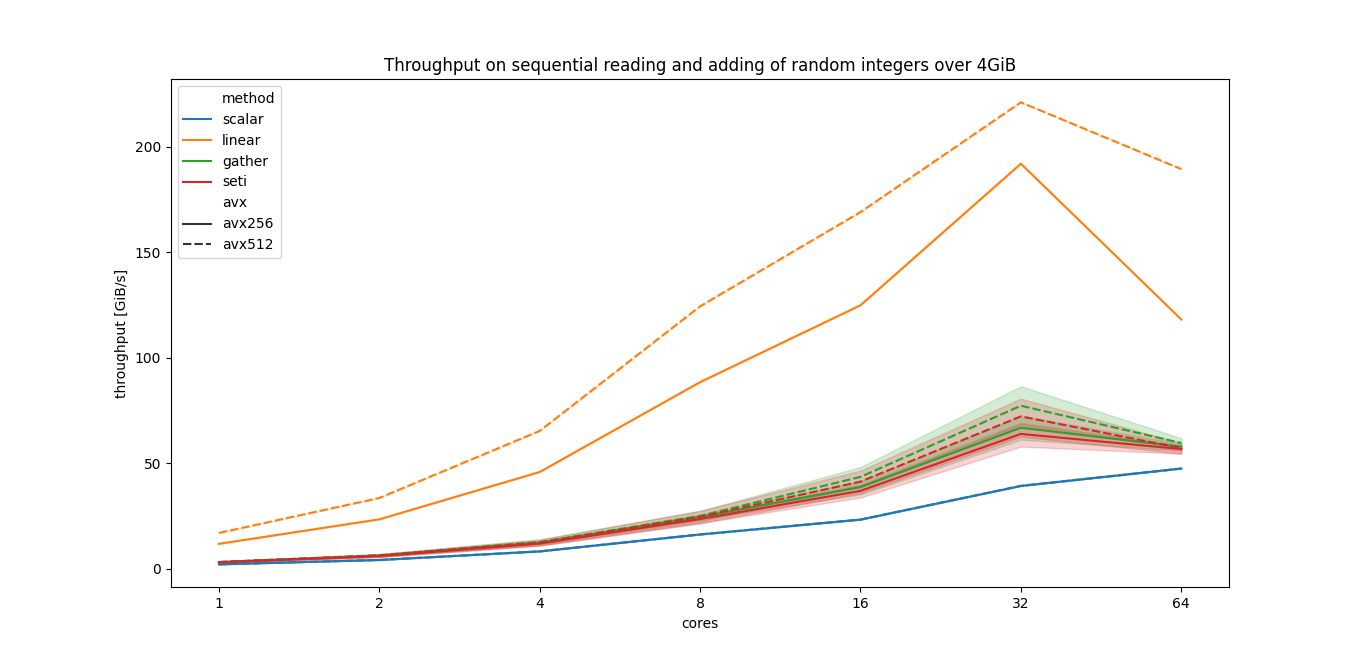 Throughput on sequential reading and adding of random integers over 4GiB
method
scalar
linear
gather
seti
avx
avx256
avx512
throughput [GiB/s]
200
150
100
50
0
1 2 4 8 16 32 64
cores